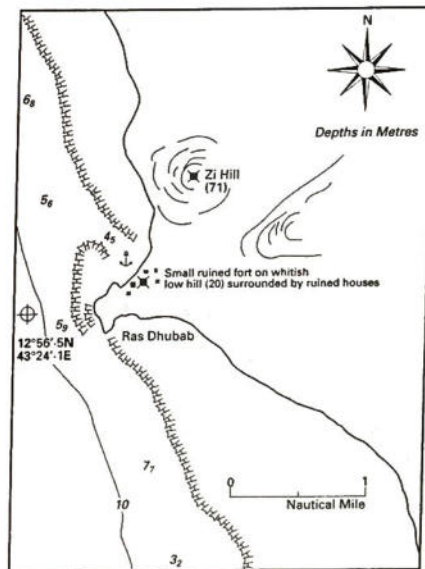 N
6₈
Depths in Metres
Zi Hill
(71)
5₆
4₅
Small ruined fort on whitish
low hill (20) surrounded by ruined houses
5₉
12°56'·5N
43°24'·1E
Ras Dhubab
7₇
0 1
Nautical Mile
10
3₂